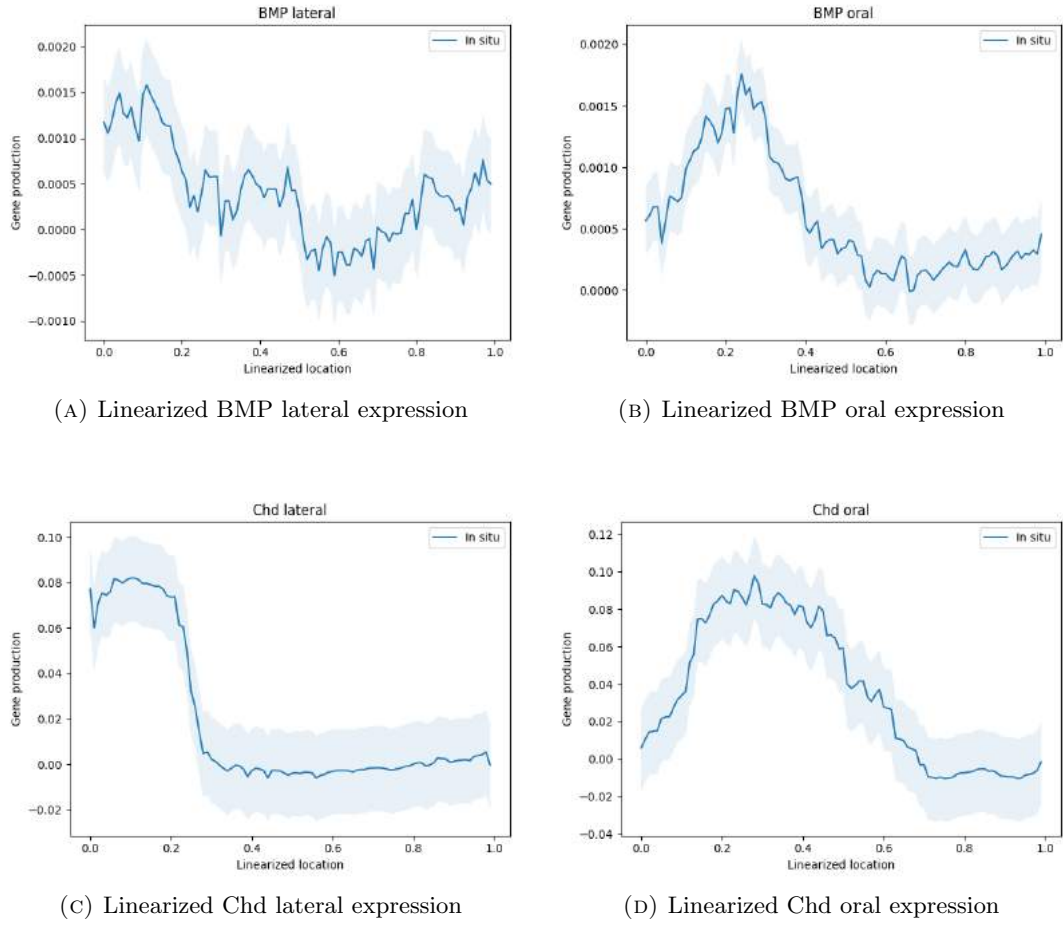 BMP lateral
In situ
Gene production
0.0020
0.0015
0.0010
0.0005
0.0000
−0.0005
−0.0010
0.0 0.2 0.4 0.6 0.8 1.0
Linearized location
(A) Linearized BMP lateral expression
BMP oral
In situ
Gene production
0.0020
0.0015
0.0010
0.0005
0.0000
0.0 0.2 0.4 0.6 0.8 1.0
Linearized location
(B) Linearized BMP oral expression
Chd lateral
In situ
Gene production
0.10
0.08
0.06
0.04
0.02
0.00
−0.02
0.0 0.2 0.4 0.6 0.8 1.0
Linearized location
(C) Linearized Chd lateral expression
Chd oral
In situ
Gene production
0.12
0.10
0.08
0.06
0.04
0.02
0.00
−0.02
−0.04
0.0 0.2 0.4 0.6 0.8 1.0
Linearized location
(D) Linearized Chd oral expression